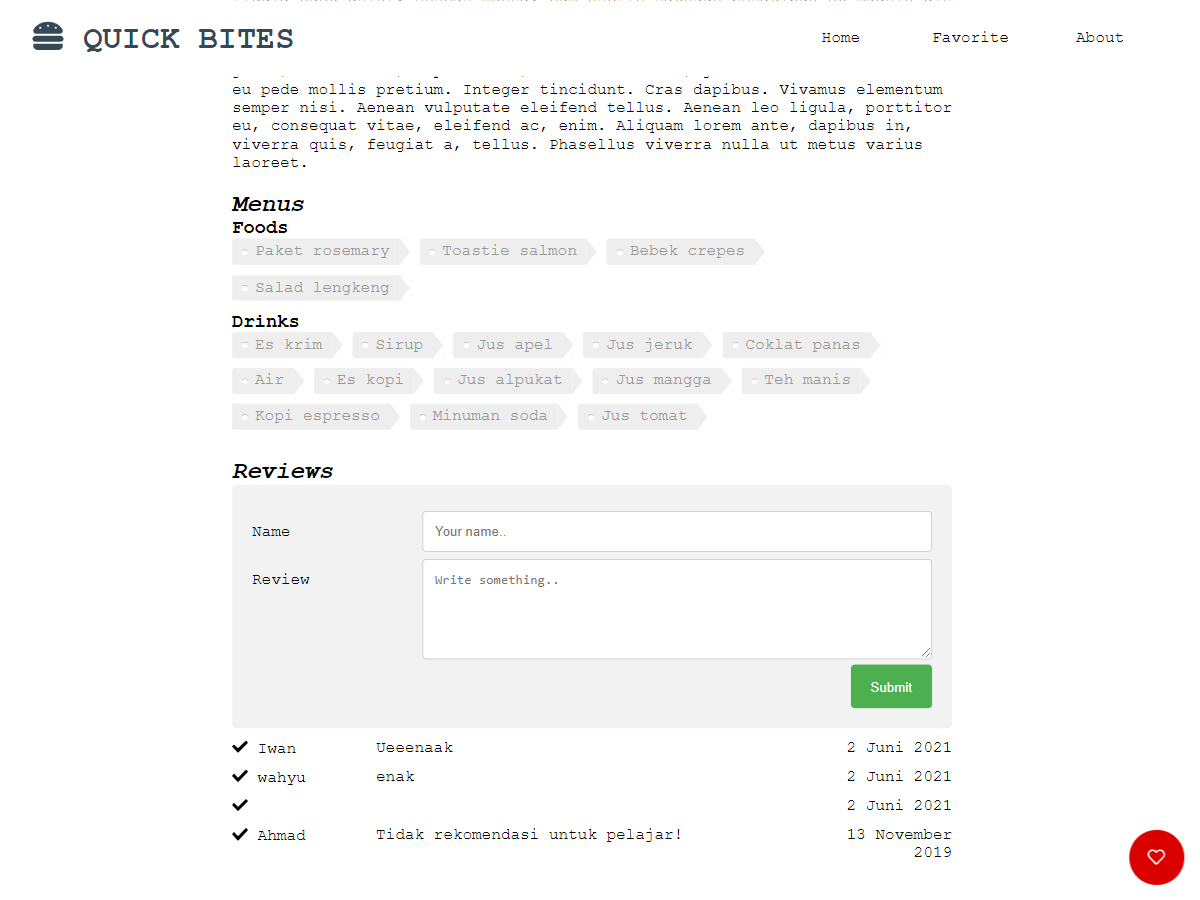 QUICK BITES Home Favorite About
eu pede mollis pretium. Integer tincidunt. Cras dapibus. Vivamus elementum
semper nisi. Aenean vulputate eleifend tellus. Aenean leo ligula, porttitor
eu, consequat vitae, eleifend ac, enim. Aliquam lorem ante, dapibus in,
viverra quis, feugiat a, tellus. Phasellus viverra nulla ut metus varius
laoreet.
Menus
Foods
Paket rosemary Toastie salmon Bebek crepes
Salad lengkeng
Drinks
Es krim Sirup Jus apel Jus jeruk Coklat panas
Air Es kopi Jus alpukat Jus mangga Teh manis
Kopi espresso Minuman soda Jus tomat
Reviews
Name Your name..
Review Write something..
Submit
Iwan Ueeenaak 2 Juni 2021
wahyu enak 2 Juni 2021
2 Juni 2021
Ahmad Tidak rekomendasi untuk pelajar! 13 November
2019